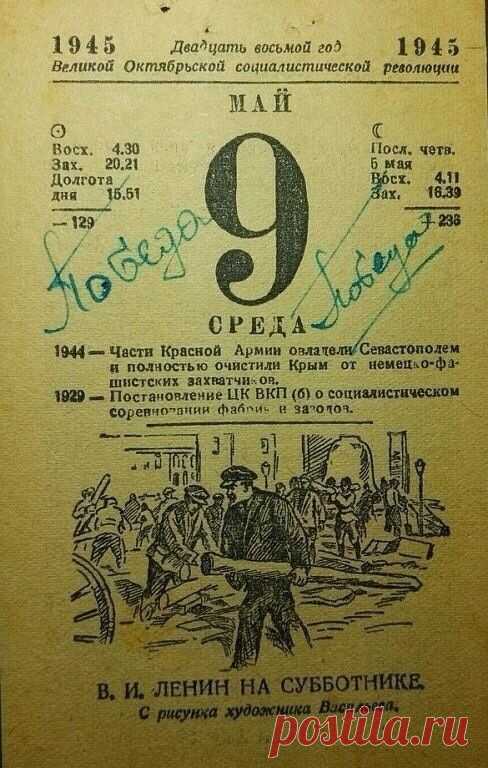 1945 Двадцать восьмой год 1945
Великой Октябрьской социалистической революции
МАЙ
Восх. 4.30
Зах. 20.21
Долгота
дня 15.51
—129
9
Посл. четв.
5 мая
Восх. 4.11
Зах. 16.39
+236
Победа
Победа
СРЕДА
1944 — Части Красной Армии овладели Севастополем
и полностью очистили Крым от немецко-фа-
шистских захватчиков.
1929 — Постановление ЦК ВКП (б) о социалистическом
соревновании фабрик и заводов.
В. И. ЛЕНИН НА СУББОТНИКЕ.
С рисунка художника Васильева.
postila.ru